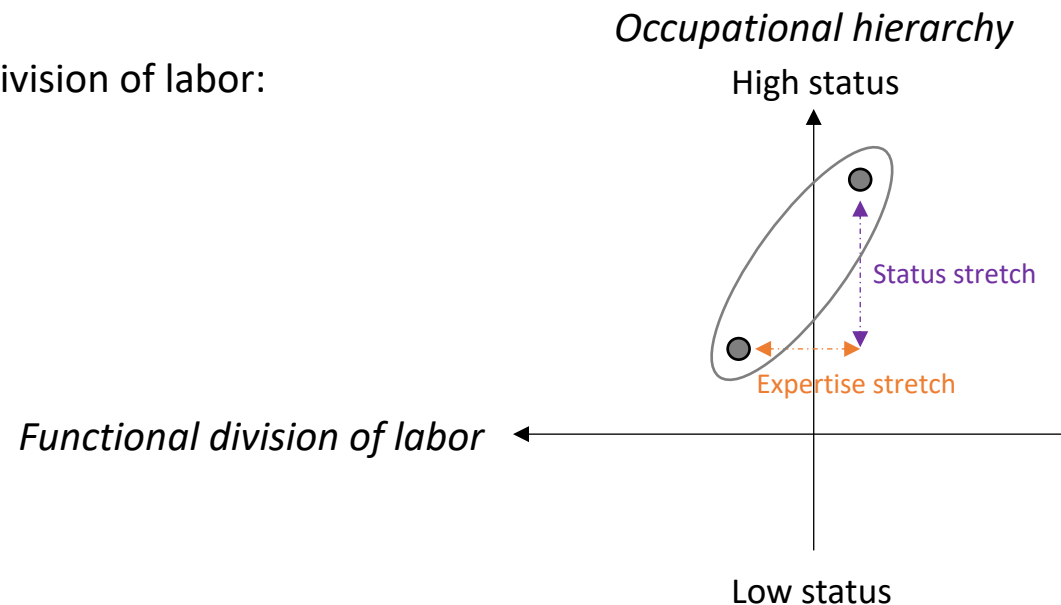 Occupational hierarchy
ivision of labor:
High status
Status stretch
Expertise stretch
Functional division of labor
Low status